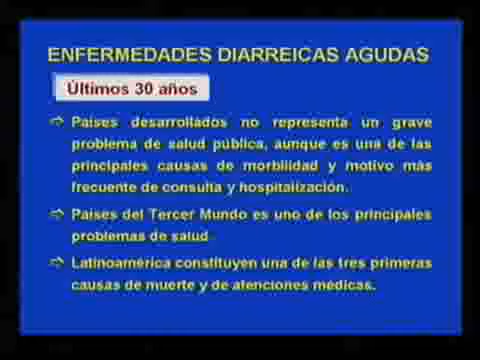 ENFERMEDADES DIARREICAS AGUDAS
Últimos 30 años
Países desarrollados no representa un grave
problema de salud pública, aunque es una de las
principales causas de morbilidad y motivo más
frecuente de consulta y hospitalización.
Países del Tercer Mundo es uno de los principales
problemas de salud.
Latinoamérica constituyen una de las tres primeras
causas de muerte y de atenciones médicas.